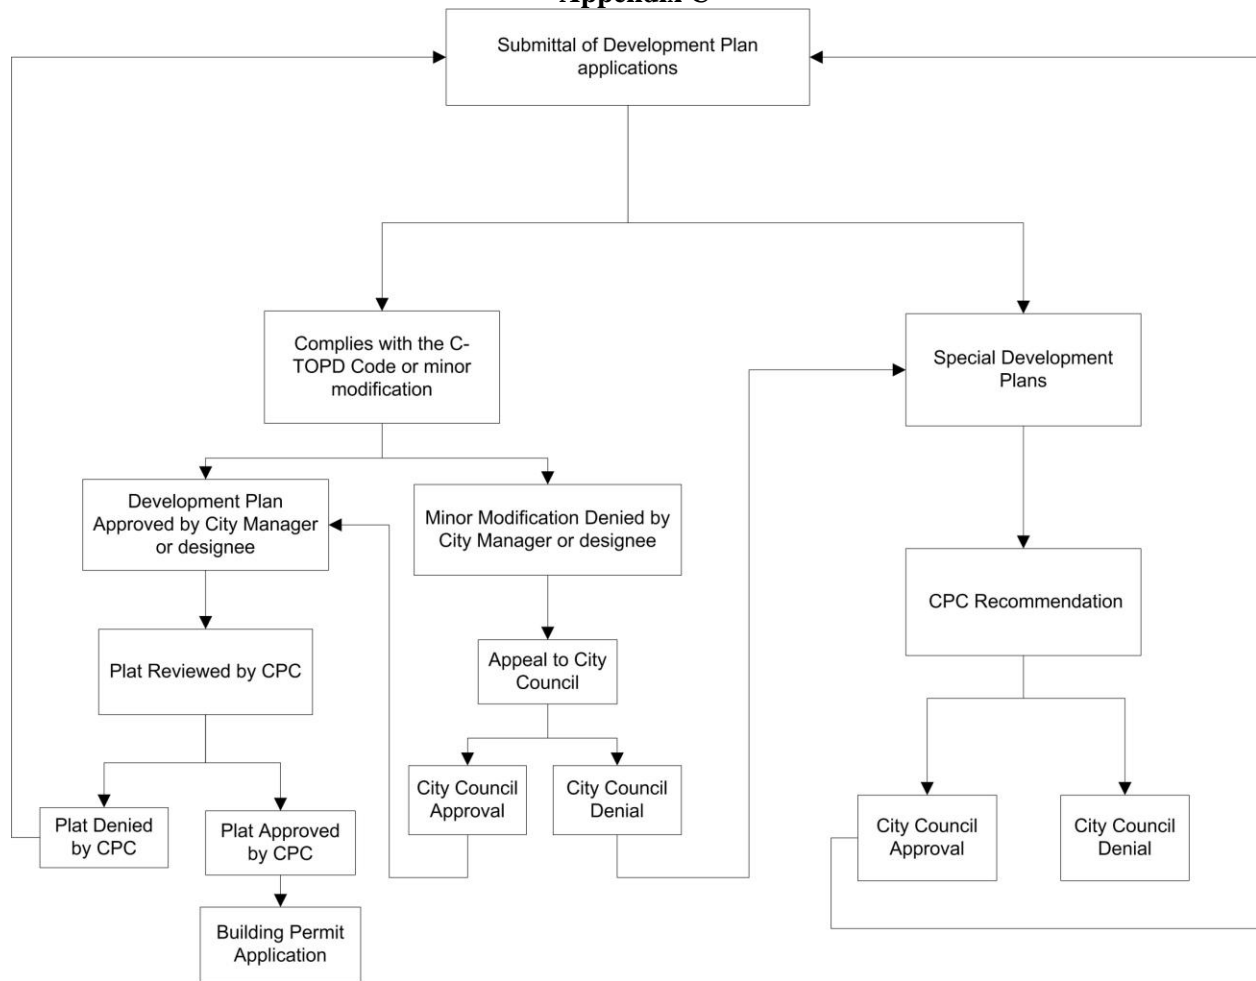 Appendix C
Submittal of Development Plan
applications
Complies with the C-
TOPD Code or minor
modification
Special Development
Plans
Development Plan
Approved by City Manager
or designee
Minor Modification Denied by
City Manager or designee
CPC Recommendation
Plat Reviewed by CPC
Appeal to City
Council
City Council
Approval
City Council
Denial
Plat Denied
by CPC
Plat Approved
by CPC
City Council
Approval
City Council
Denial
Building Permit
Application